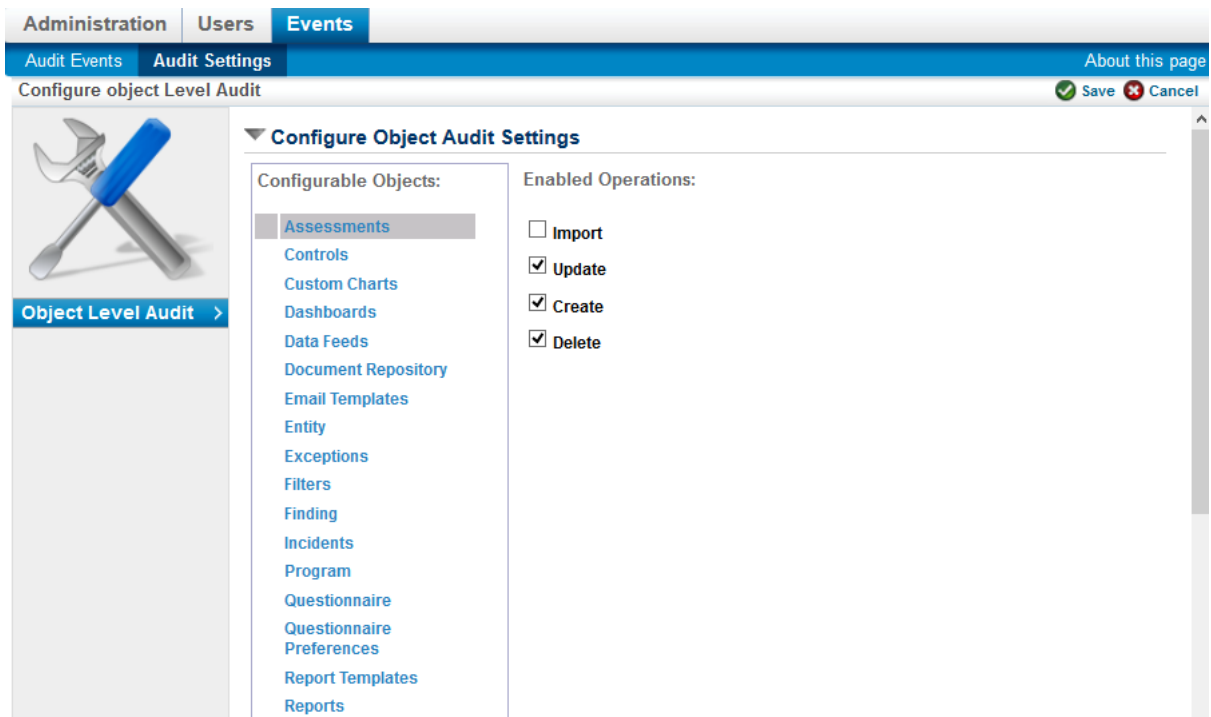 Administration Users Events
Audit Events Audit Settings About this page
Configure object Level Audit Save Cancel
Object Level Audit
Configure Object Audit Settings
Configurable Objects:
Assessments
Controls
Custom Charts
Dashboards
Data Feeds
Document Repository
Email Templates
Entity
Exceptions
Filters
Finding
Incidents
Program
Questionnaire
Questionnaire
Preferences
Report Templates
Reports
Enabled Operations:
Import
Update
Create
Delete